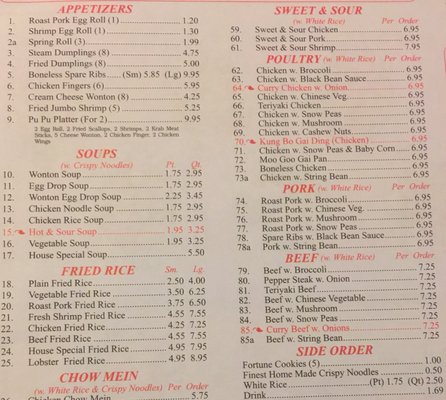 APPETIZERS
1. Roast Pork Egg Roll (1) 1.20
2. Shrimp Egg Roll (1) 1.30
2a Spring Roll (3) 1.99
3. Steam Dumplings (8) 4.75
4. Fried Dumplings (8) 5.00
5. Boneless Spare Ribs (Sm) 5.85 (Lg) 9.95
6. Chicken Fingers (6) 5.95
7. Cream Cheese Wonton (8) 4.25
8. Fried Jumbo Shrimp (5) 5.25
9. Pu Pu Platter (For 2) 9.95
2 Egg Roll, 2 Fried Scallops, 2 Shrimps, 2 Krab Meat
Sticks, 5 Cheese Wonton, 2 Chicken Finger, 2 Chicken
Wings
SOUPS
(w. Crispy Noodles) Pt. Qt.
10. Wonton Soup 1.75 2.95
11. Egg Drop Soup 1.75 2.95
12. Wonton Egg Drop Soup 2.25 3.45
13. Chicken Noodle Soup 1.75 2.95
14. Chicken Rice Soup 1.75 2.95
15. Hot & Sour Soup 1.95 3.25
16. Vegetable Soup 1.95 3.25
17. House Special Soup 5.50
FRIED RICE Sm. Lg.
18. Plain Fried Rice 2.50 4.00
19. Vegetable Fried Rice 3.50 6.25
20. Roast Pork Fried Rice 3.75 6.50
21. Fresh Shrimp Fried Rice 4.55 7.55
22. Chicken Fried Rice 4.25 7.25
23. Beef Fried Rice 4.55 7.55
24. House Special Fried Rice 4.95 7.95
25. Lobster Fried Rice 4.95 8.95
CHOW MEIN
(w. White Rice & Crispy Noodles) Per Order
Chicken Chow Mein 5.75
SWEET & SOUR
(w. White Rice) Per Order
59. Sweet & Sour Chicken 6.95
60. Sweet & Sour Pork 6.95
61. Sweet & Sour Shrimp 7.95
POULTRY (w. White Rice) Per Order
62. Chicken w. Broccoli 6.95
63. Chicken w. Black Bean Sauce 6.95
64. Curry Chicken w. Onion 6.95
65. Chicken w. Chinese Veg. 6.95
66. Teriyaki Chicken 6.95
67. Chicken w. Snow Peas 6.95
68. Chicken w. Mushroom 6.95
69. Chicken w. Cashew Nuts 6.95
70. Kung Bo Gai Ding (Chicken) 6.95
71. Chicken w. Snow Peas & Baby Corn 6.95
72. Moo Goo Gai Pan 6.95
73. Boneless Chicken 6.95
73a Chicken w. String Bean 6.95
PORK (w. White Rice) Per Order
74. Roast Pork w. Broccoli 6.95
75. Roast Pork w. Chinese Veg. 6.95
76. Roast Pork w. Mushroom 6.95
77. Roast Pork w. Snow Peas 6.95
78. Spare Ribs w. Black Bean Sauce 6.95
78a Pork w. String Bean 6.95
BEEF (w. White Rice) Per Order
79. Beef w. Broccoli 7.25
80. Pepper Steak w. Onion 7.25
81. Teriyaki Beef 7.25
82. Beef w. Chinese Vegetable 7.25
83. Beef w. Mushroom 7.25
84. Beef w. Snow Peas 7.25
85. Curry Beef w. Onions 7.25
85a Beef w. String Bean 7.25
SIDE ORDER
Fortune Cookies (5) 1.00
Finest Home Made Crispy Noodles 0.50
White Rice (Pt) 1.75 (Qt) 2.50
Drink 1.69